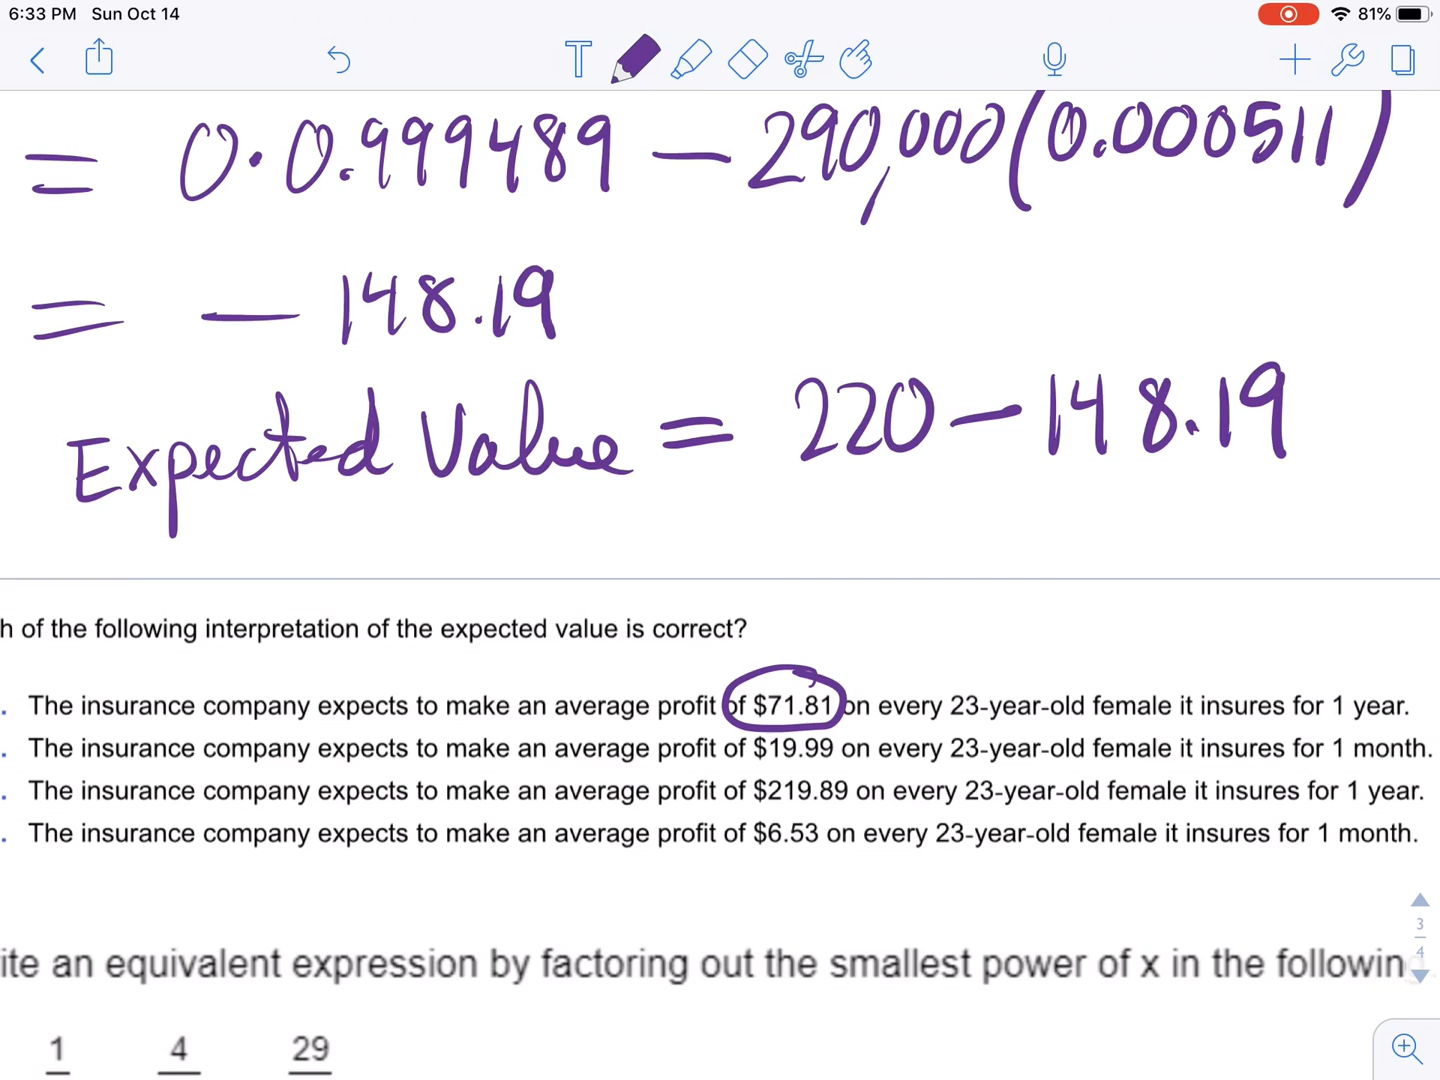 6:33 PM Sun Oct 14 81%
T
= 0·0.999489 — 290,000(0.000511)
= — 148.19
Expected Value = 220 — 148.19
h of the following interpretation of the expected value is correct?
. The insurance company expects to make an average profit of $71.81 on every 23-year-old female it insures for 1 year.
. The insurance company expects to make an average profit of $19.99 on every 23-year-old female it insures for 1 month.
. The insurance company expects to make an average profit of $219.89 on every 23-year-old female it insures for 1 year.
. The insurance company expects to make an average profit of $6.53 on every 23-year-old female it insures for 1 month.
3
4
ite an equivalent expression by factoring out the smallest power of x in the following
1 4 29